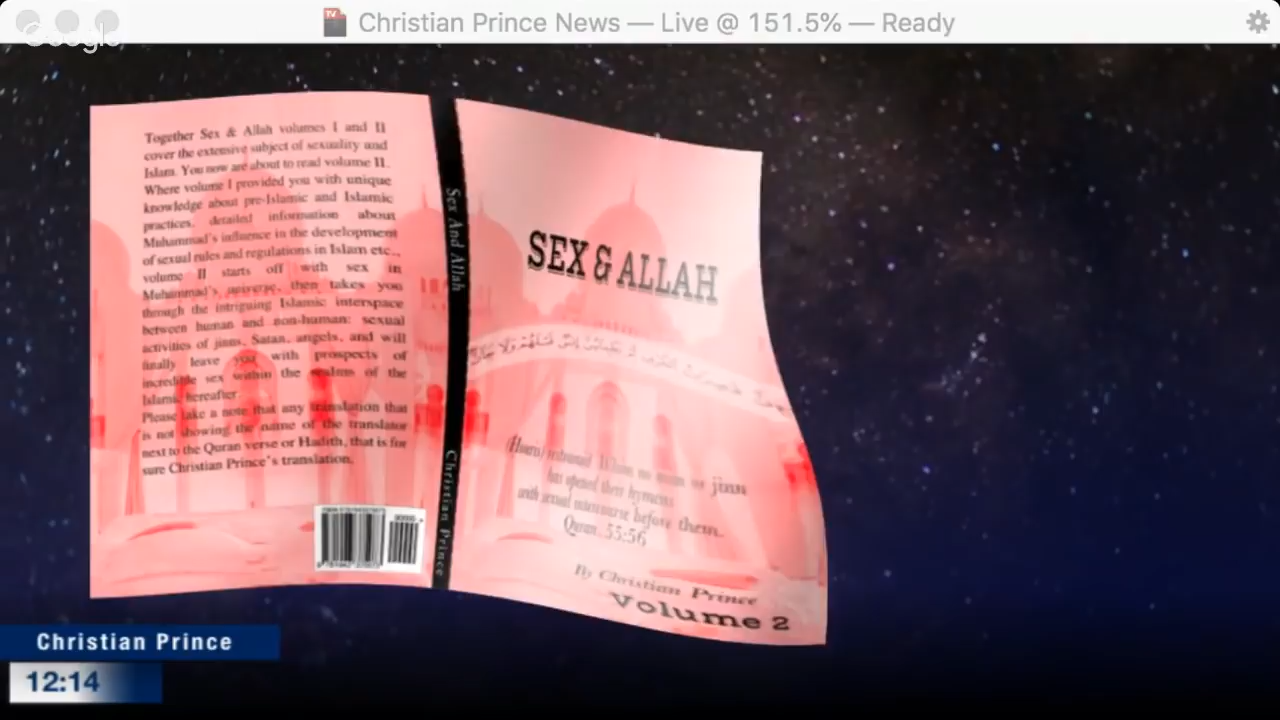 Christian Prince News — Live @ 151.5% — Ready
Google
Together Sex & Allah volumes I and II
cover the extensive subject of sexuality and
Islam. You now are about to read volume II.
Where volume I provided you with unique
knowledge about pre-Islamic and Islamic
practices, detailed information about
Muhammad's influence in the development
of sexual rules and regulations in Islam etc.,
volume II starts off with sex in
Muhammad's universe, then takes you
through the intriguing Islamic interspace
between human and non-human: sexual
activities of jinns, Satan, angels, and will
finally leave you with prospects of
incredible sex within the realms of the
Islamic hereafter
Please take a note that any translation that
is not showing the name of the translator
next to the Quran verse or Hadith, that is for
sure Christian Prince's translation.
Sex And Allah
Christian Prince
SEX & ALLAH
(Houris) restrained Whom no man or jinn
has opened their hymens
with sexual intercourse before them.
Quran 55:56
By Christian Prince
Volume 2
Christian Prince
12:14